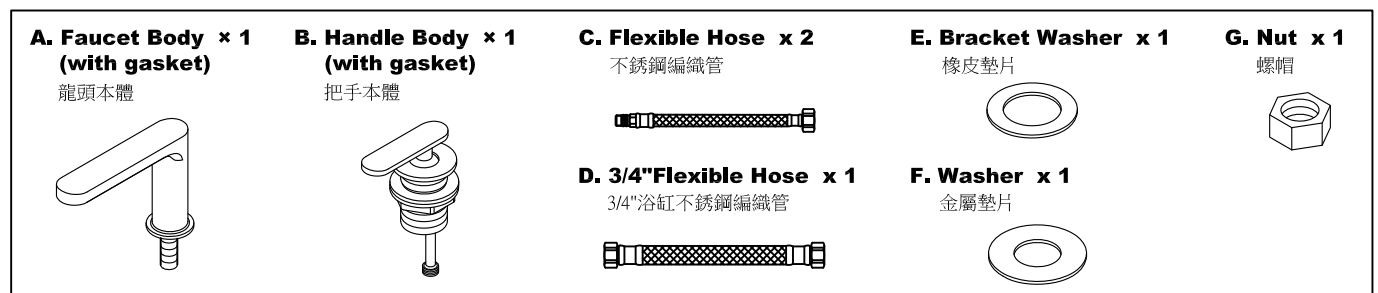 A. Faucet Body × 1
(with gasket)
龍頭本體
B. Handle Body × 1
(with gasket)
把手本體
C. Flexible Hose x 2
不銹鋼編織管
D. 3/4"Flexible Hose x 1
3/4"浴缸不銹鋼編織管
E. Bracket Washer x 1
橡皮墊片
F. Washer x 1
金屬墊片
G. Nut x 1
螺帽